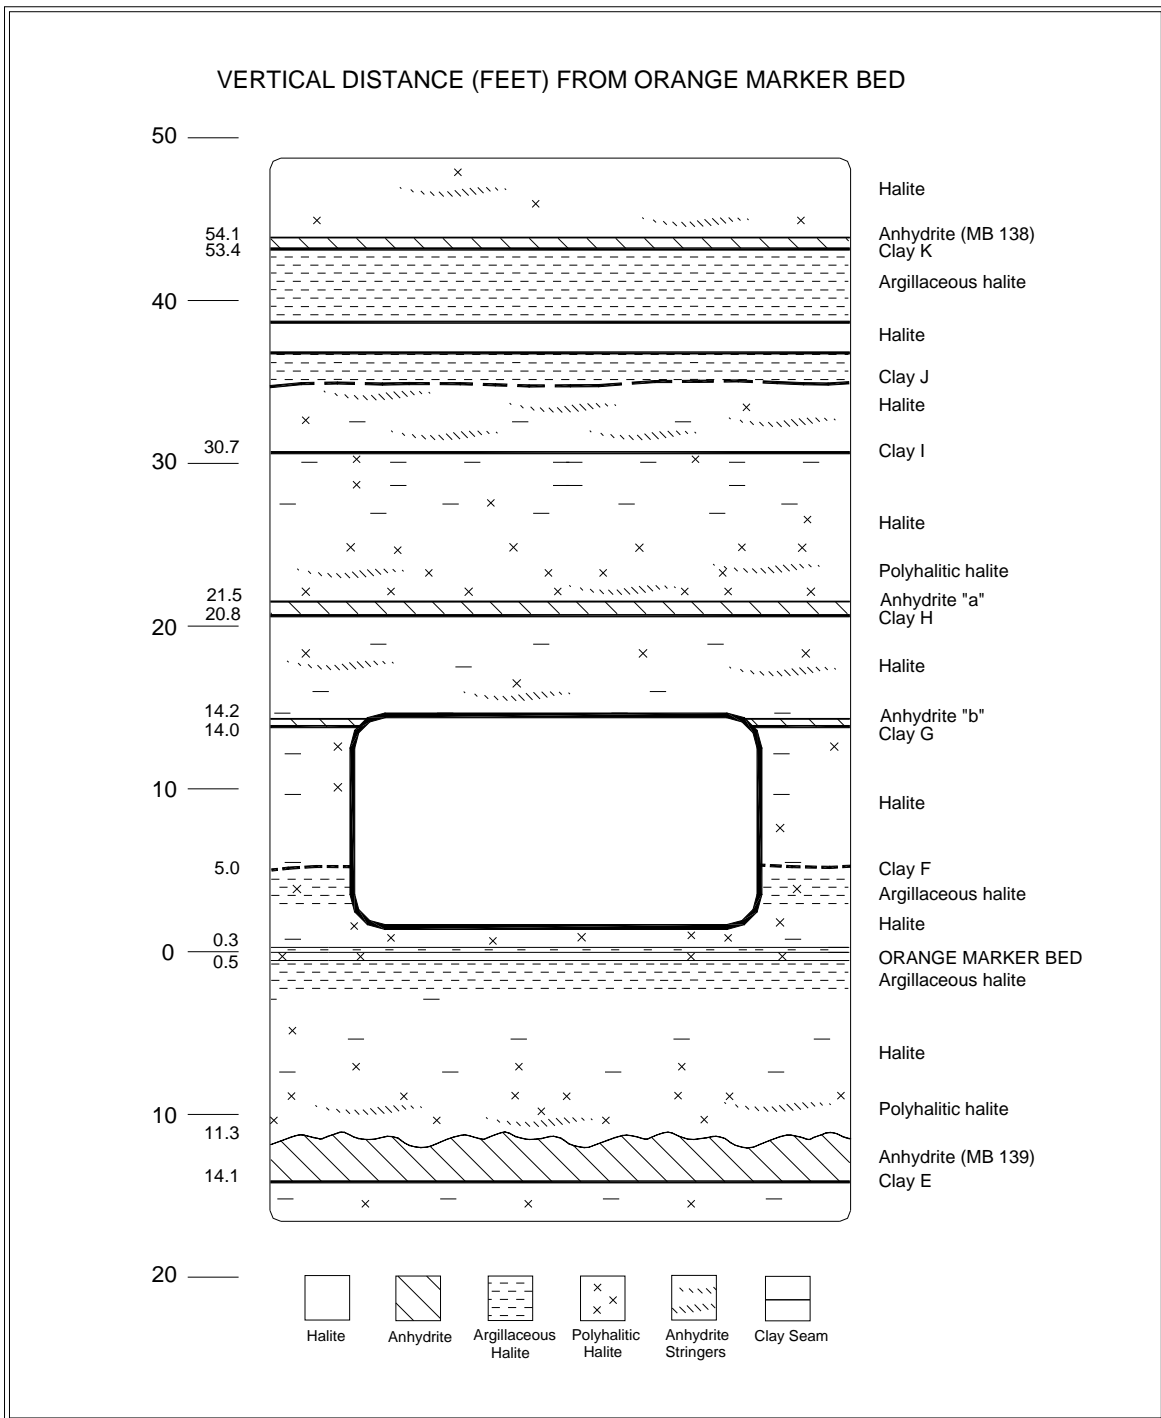 VERTICAL DISTANCE (FEET) FROM ORANGE MARKER BED
50
Halite
54.1 Anhydrite (MB 138)
53.4 Clay K
Argillaceous halite
40
Halite
Clay J
Halite
30.7 Clay I
30
Halite
Polyhalitic halite
21.5 Anhydrite "a"
20.8 Clay H
20
Halite
14.2 Anhydrite "b"
14.0 Clay G
10
Halite
5.0 Clay F
Argillaceous halite
Halite
0.3
0 ORANGE MARKER BED
0.5
Argillaceous halite
Halite
10 Polyhalitic halite
11.3
Anhydrite (MB 139)
14.1 Clay E
20
Halite
Anhydrite
Argillaceous
Halite
Polyhalitic
Halite
Anhydrite
Stringers
Clay Seam